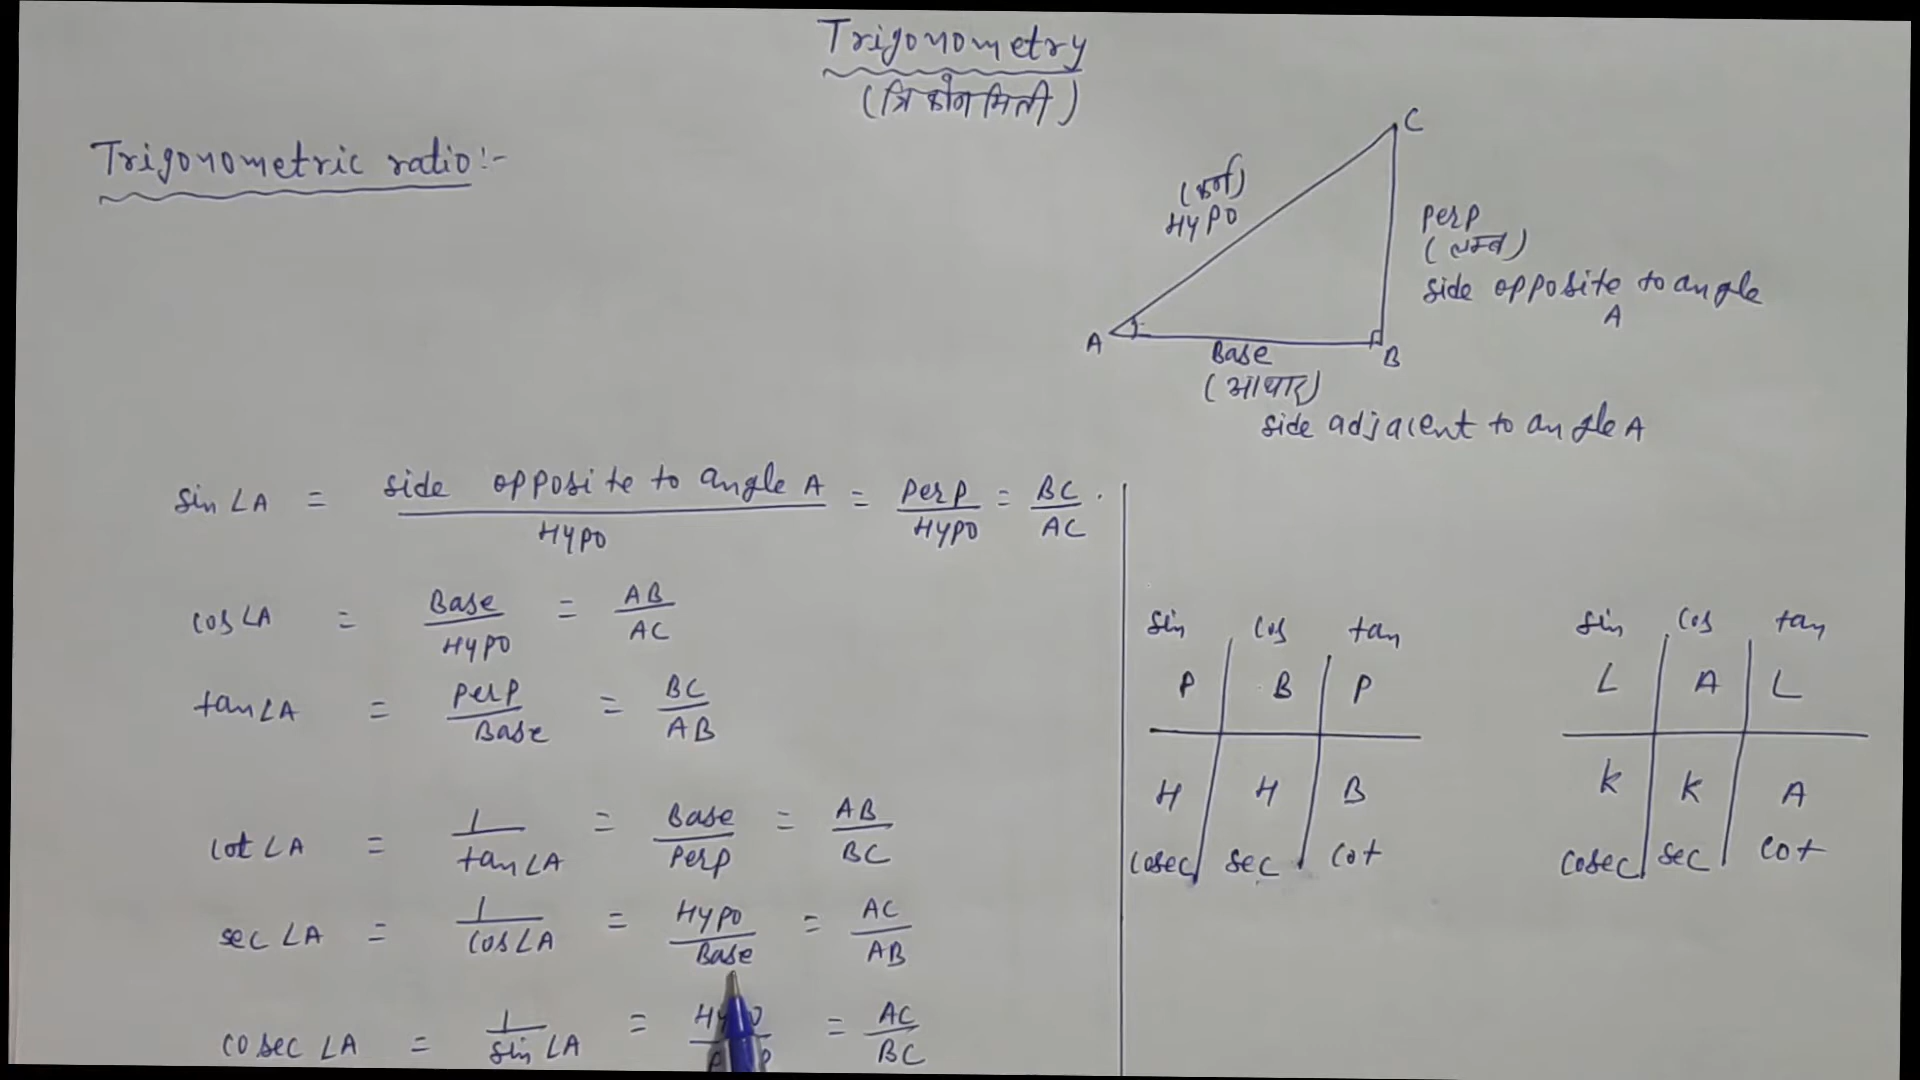 Trigonometry
(त्रिकोनमिती)
Trigonometric ratio:-
C
(कर्ण)
HYPO
Perp
(लम्ब)
side opposite to angle
A
A
B
Base
(आधार)
side adjacent to angle A
sin∠A = side opposite to angle A / HYPO = Perp / HYPO = BC / AC .
cos∠A = Base / HYPO = AB / AC
tan∠A = Perp / Base = BC / AB
cot∠A = 1 / tan∠A = Base / Perp = AB / BC
sec∠A = 1 / cos∠A = HYPO / Base = AC / AB
cosec∠A = 1 / sin∠A = = AC / BC
sin cos tan
P B P
H H B
cosec sec cot
sin cos tan
L A L
K K A
cosec sec cot